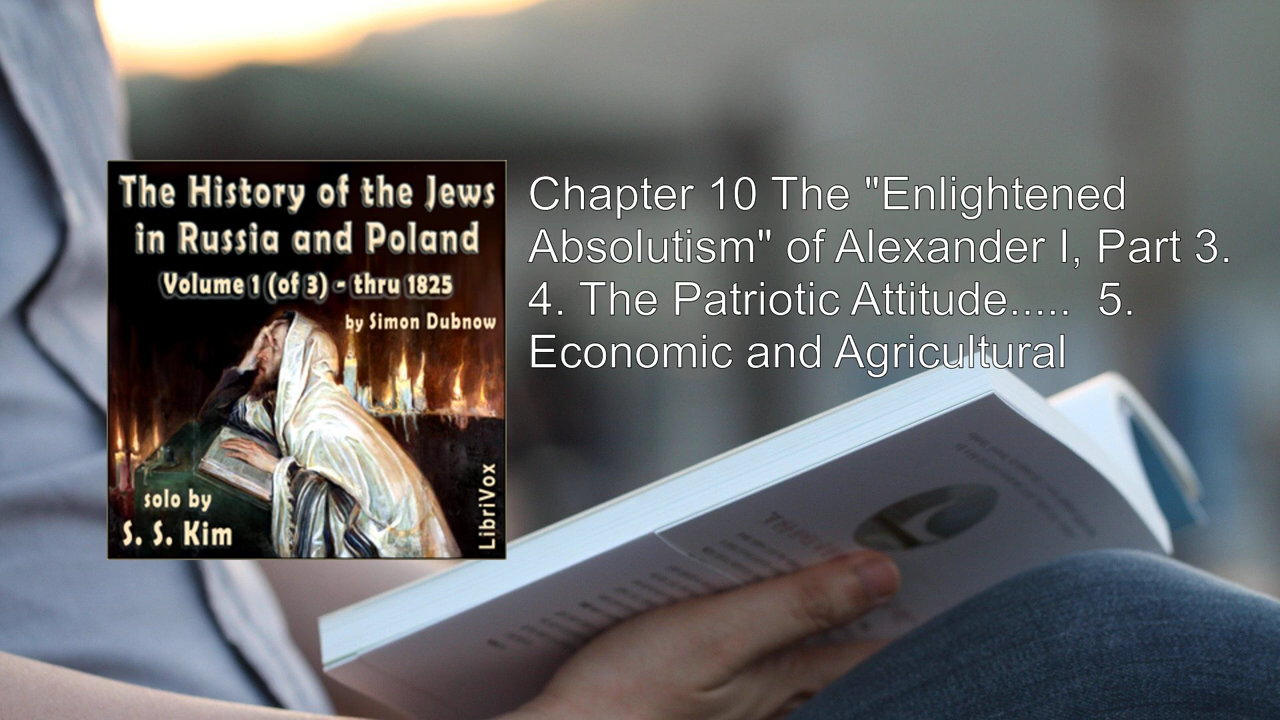 The History of the Jews
in Russia and Poland
Volume 1 (of 3) - thru 1825
by Simon Dubnow
solo by
S. S. Kim
LibriVox
Chapter 10 The "Enlightened
Absolutism" of Alexander I, Part 3.
4. The Patriotic Attitude..... 5.
Economic and Agricultural